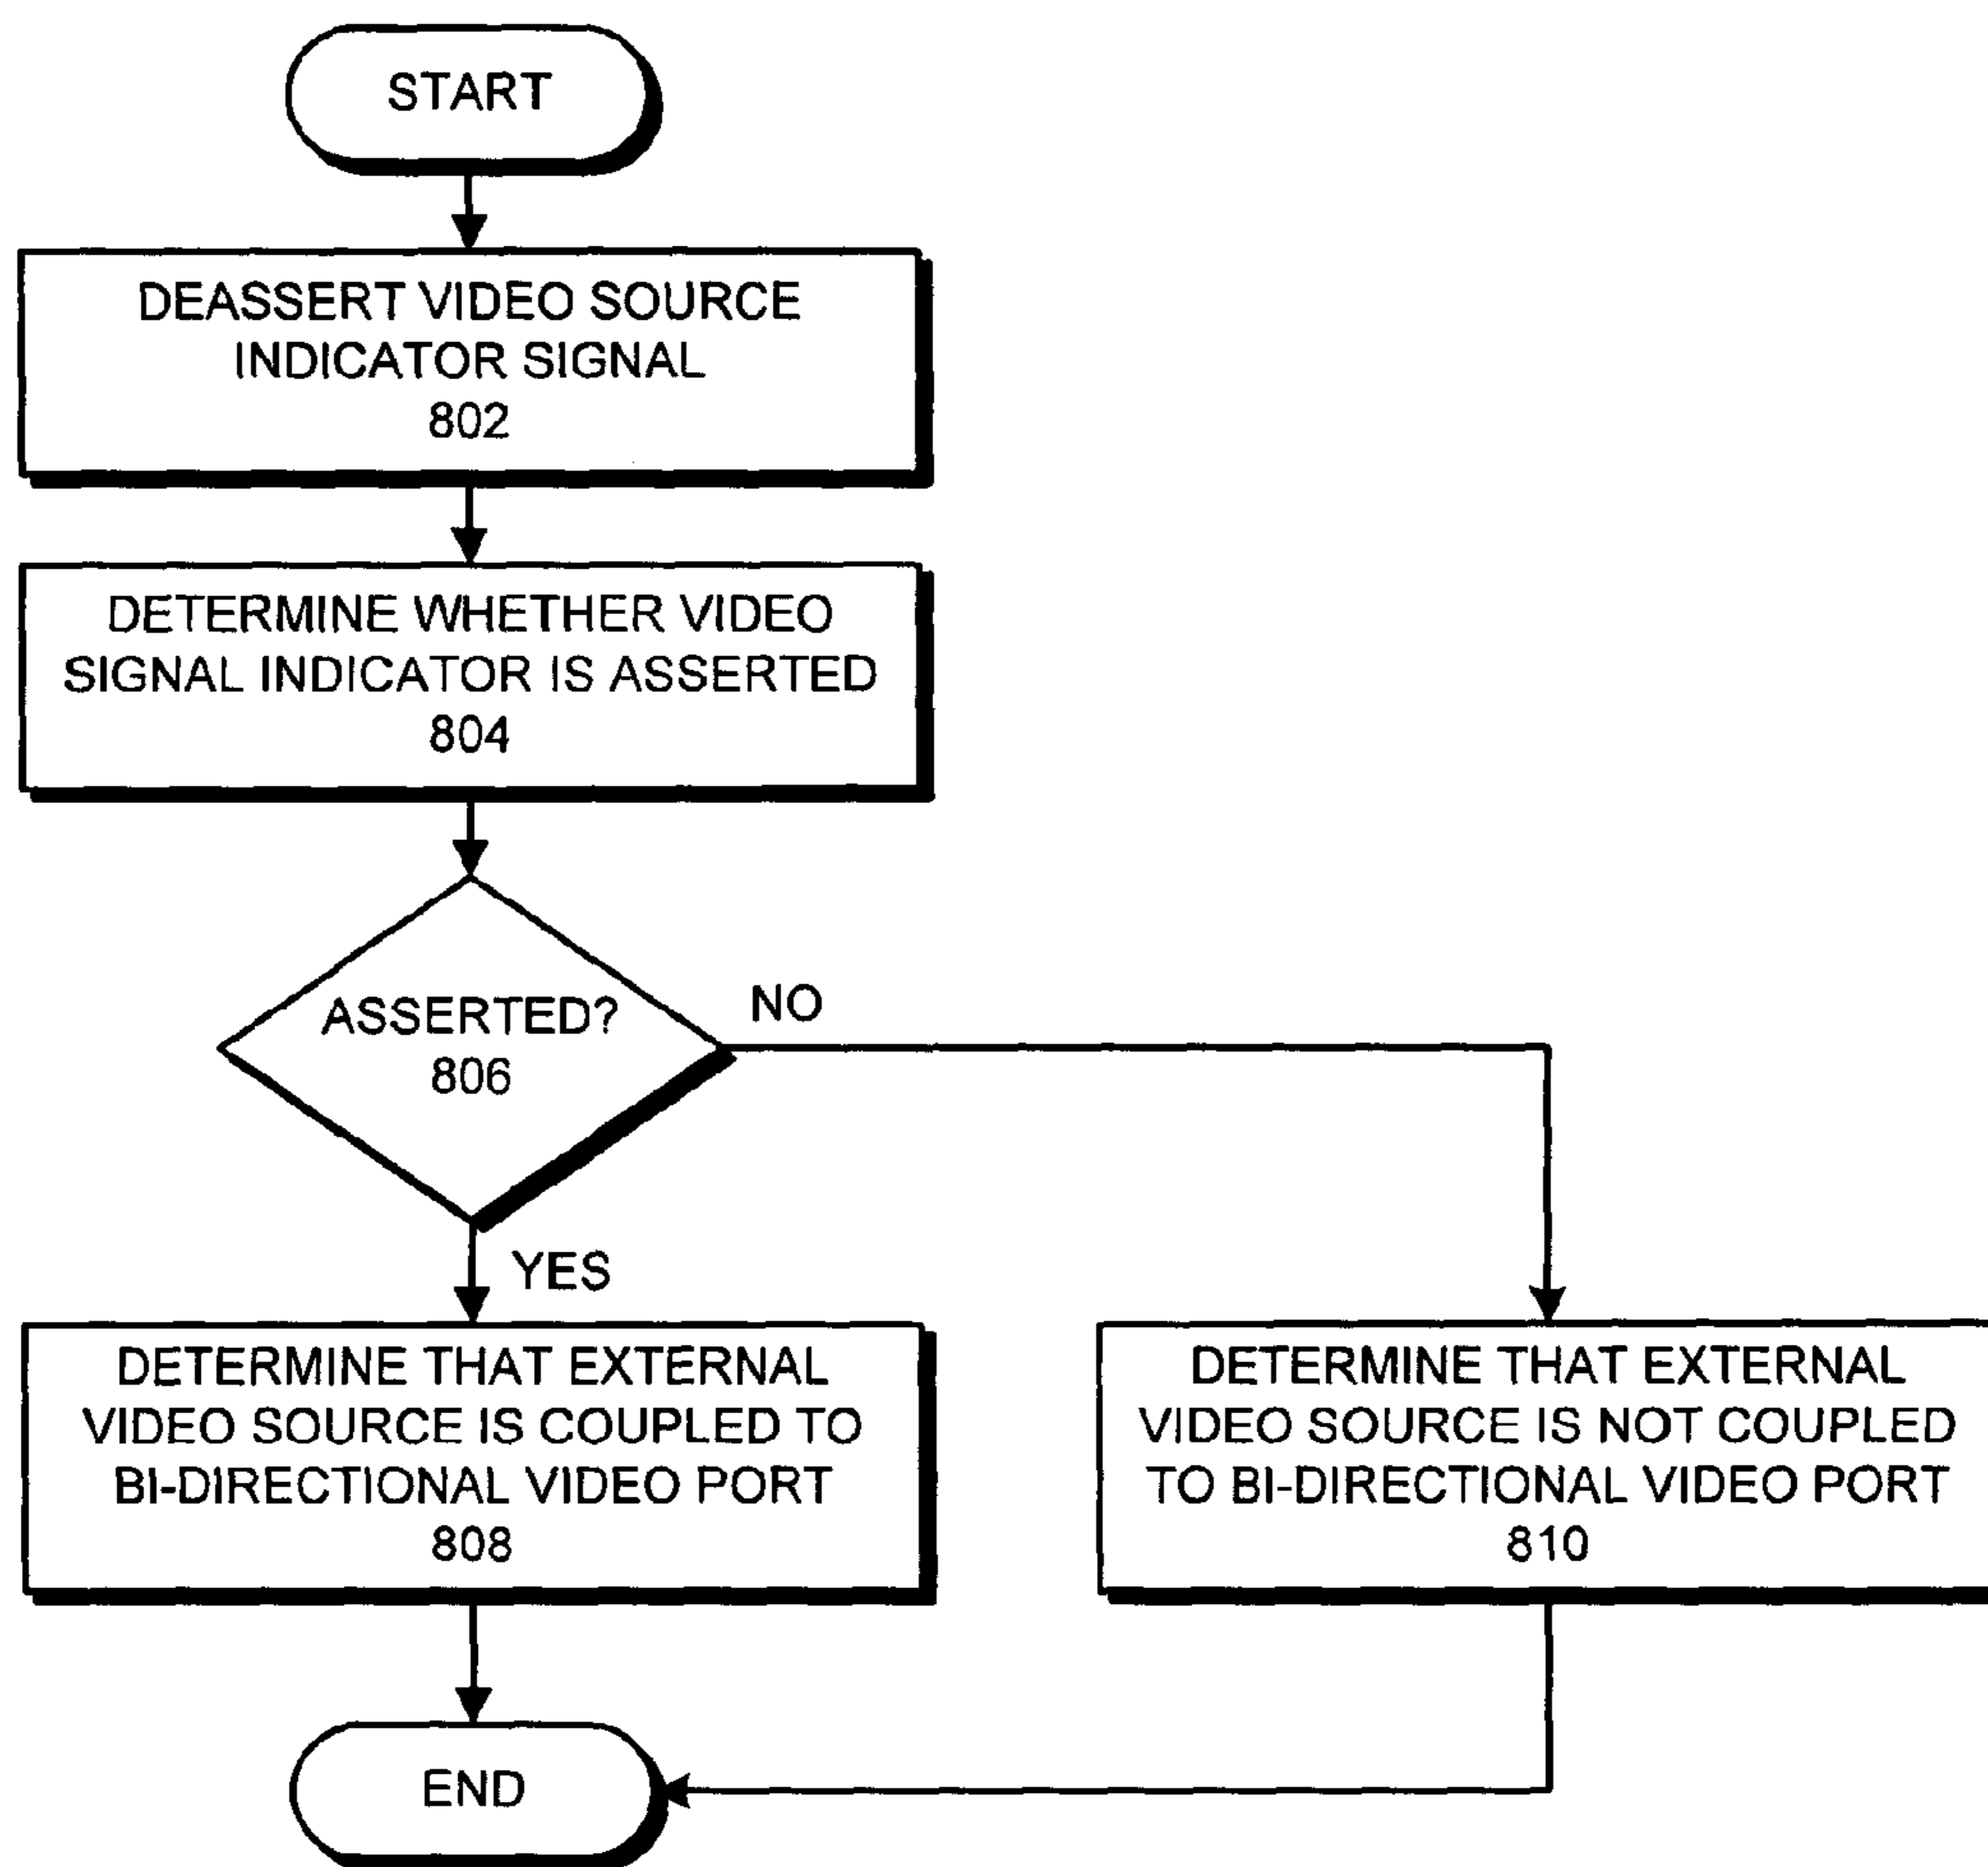 START
DEASSERT VIDEO SOURCE
INDICATOR SIGNAL
802
DETERMINE WHETHER VIDEO
SIGNAL INDICATOR IS ASSERTED
804
ASSERTED?
806
NO
YES
DETERMINE THAT EXTERNAL
VIDEO SOURCE IS COUPLED TO
BI-DIRECTIONAL VIDEO PORT
808
DETERMINE THAT EXTERNAL
VIDEO SOURCE IS NOT COUPLED
TO BI-DIRECTIONAL VIDEO PORT
810
END